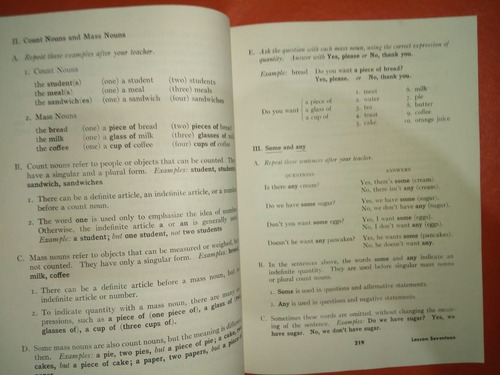 II. Count Nouns and Mass Nouns
A. Repeat these examples after your teacher.
1. Count Nouns
the student(s) (one) a student (two) students
the meal(s) (one) a meal (three) meals
the sandwich(es) (one) a sandwich (four) sandwiches
2. Mass Nouns
the bread (one) a piece of bread (two) pieces of bread
the milk (one) a glass of milk (three) glasses of
the coffee (one) a cup of coffee (four) cups of coffee
B. Count nouns refer to people or objects that can be counted. They
have a singular and plural form. Examples: student, students
sandwich, sandwiches
1. There can be a definite article, an indefinite article, or a
before a count noun.
2. The word one is used only to emphasize the idea of number.
Otherwise, the indefinite article a or an is generally
Example: a student; but one student, not two students
C. Mass nouns refer to objects that can be measured or weighed, but
not counted. They have only a singular form. Examples:
milk, coffee
1. There can be a definite article before a mass noun, but
indefinite article or number.
2. To indicate quantity with a mass noun, there are many
pressions, such as a piece of (one piece of), a glass of
glasses of), a cup of (three cups of).
D. Some mass nouns are also count nouns, but the meaning is different
then. Examples: a pie, two pies, but a piece of pie; a cake,
cakes, but a piece of cake; a paper, two papers, but a piece of
E. Ask the question with each mass noun, using the correct expression of
quantity. Answer with Yes, please or No, thank you.
Example: bread Do you want a piece of bread?
Yes, please. or No, thank you.
Do you want
a piece of
a glass of
a cup of
1. meat
2. water
3. tea
4. toast
5. cake
6. milk
7. pie
8. butter
9. coffee
10. orange juice
III. Some and any
A. Repeat these sentences after your teacher.
QUESTIONS ANSWERS
Is there any cream? Yes, there's some (cream).
No, there isn't any (cream).
Do we have some sugar? Yes, we have some (sugar).
No, we don't have any (sugar).
Don't you want some eggs? Yes, I want some (eggs).
No, I don't want any (eggs).
Doesn't he want any pancakes? Yes, he wants some (pancakes).
No, he doesn't want any.
B. In the sentences above, the words some and any indicate an
indefinite quantity. They are used before singular mass nouns
or plural count nouns.
1. Some is used in questions and affirmative statements.
2. Any is used in questions and negative statements.
C. Sometimes these words are omitted, without changing the mean-
ing of the sentence. Example: Do we have sugar? Yes, we
have sugar. No, we don't have sugar.
219 Lesson Seventeen